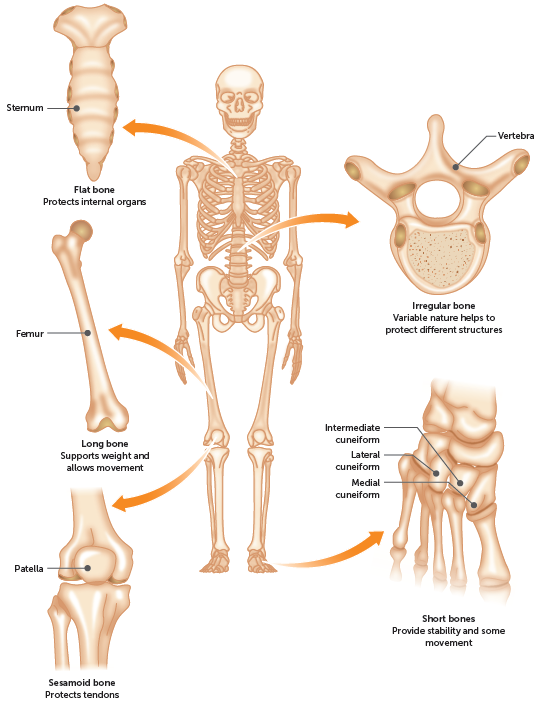 Sternum
Flat bone
Protects internal organs
Vertebra
Irregular bone
Variable nature helps to
protect different structures
Femur
Long bone
Supports weight and
allows movement
Intermediate
cuneiform
Lateral
cuneiform
Medial
cuneiform
Short bones
Provide stability and some
movement
Patella
Sesamoid bone
Protects tendons